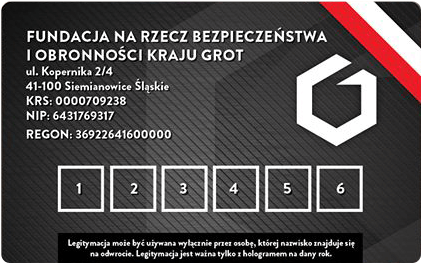 FUNDACJA NA RZECZ BEZPIECZEŃSTWA
I OBRONNOŚCI KRAJU GROT
ul. Kopernika 2/4
41-100 Siemianowice Śląskie
KRS: 0000709238
NIP: 6431769317
REGON: 36922641600000
1 2 3 4 5 6
Legitymacja może być używana wyłącznie przez osobę, której nazwisko znajduje się
na odwrocie. Legitymacja jest ważna tylko z hologramem na dany rok.